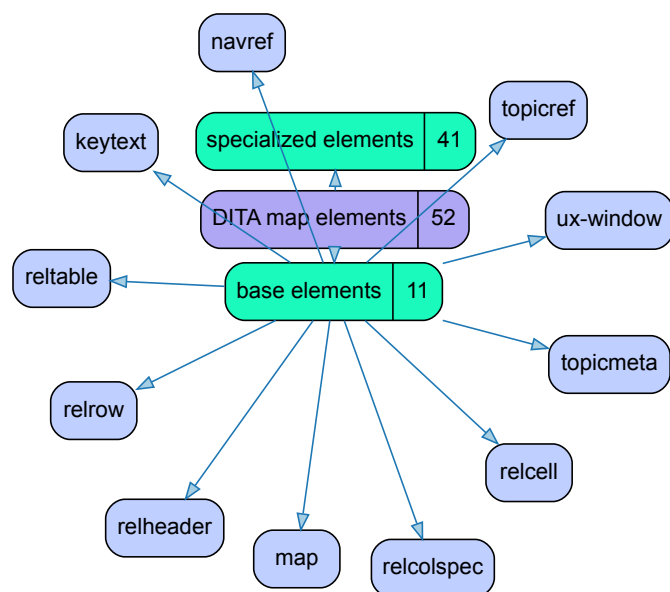 navref
topicref
specialized elements 41
keytext
DITA map elements 52
ux-window
reltable
base elements 11
topicmeta
relrow
relcell
relheader
map
relcolspec